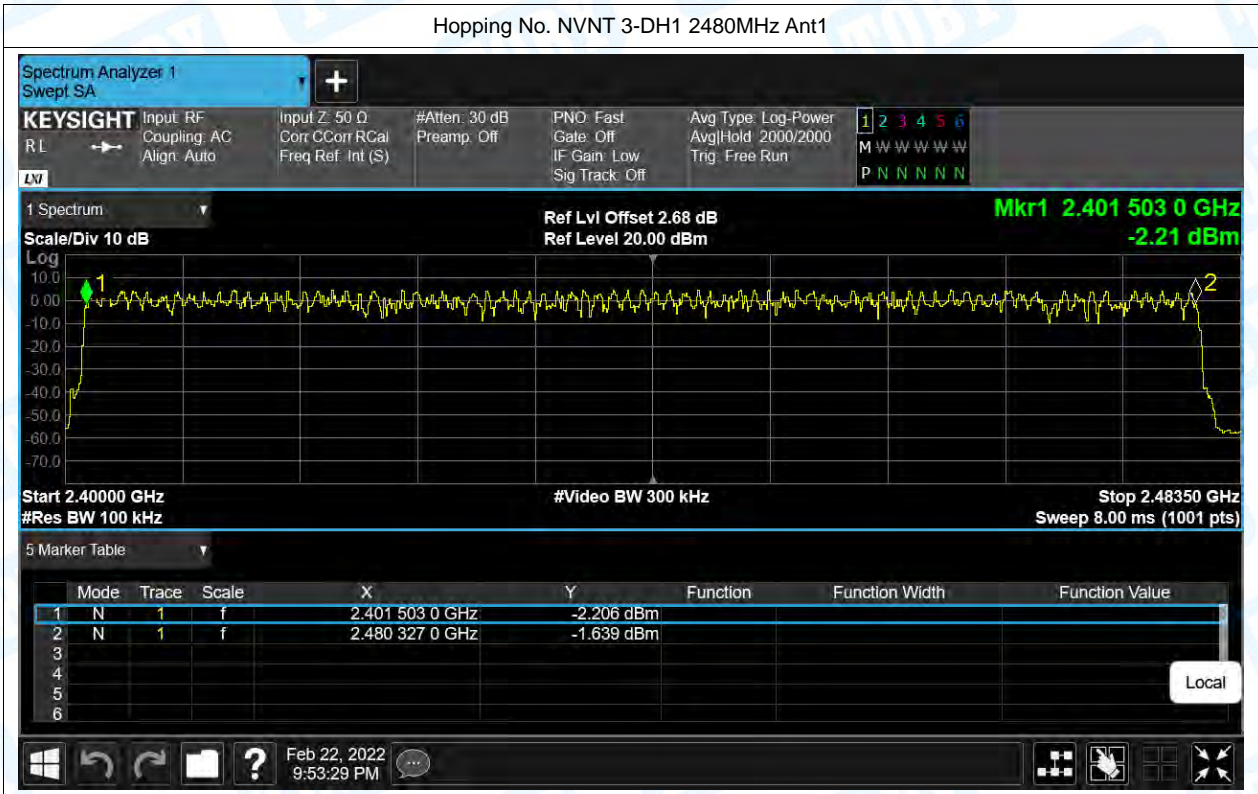 Hopping No. NVNT 3-DH1 2480MHz Ant1
Spectrum Analyzer 1
Swept SA
+
KEYSIGHT Input: RF Input Z: 50 Ω #Atten: 30 dB PNO: Fast Avg Type: Log-Power 1 2 3 4 5 6
RL Coupling: AC Corr CCorr RCal Preamp: Off Gate: Off Avg|Hold: 2000/2000 M W W W W W
Align: Auto Freq Ref: Int (S) IF Gain: Low Trig: Free Run
LXI Sig Track: Off P N N N N N
1 Spectrum Ref Lvl Offset 2.68 dB Mkr1 2.401 503 0 GHz
Scale/Div 10 dB Ref Level 20.00 dBm -2.21 dBm
Log
10.0
1 2
0.00
-10.0
-20.0
-30.0
-40.0
-50.0
-60.0
-70.0
Start 2.40000 GHz #Video BW 300 kHz Stop 2.48350 GHz
#Res BW 100 kHz Sweep 8.00 ms (1001 pts)
5 Marker Table
Mode Trace Scale X Y Function Function Width Function Value
1 N 1 f 2.401 503 0 GHz -2.206 dBm
2 N 1 f 2.480 327 0 GHz -1.639 dBm
3
4
5
6
Local
? Feb 22, 2022
9:53:29 PM